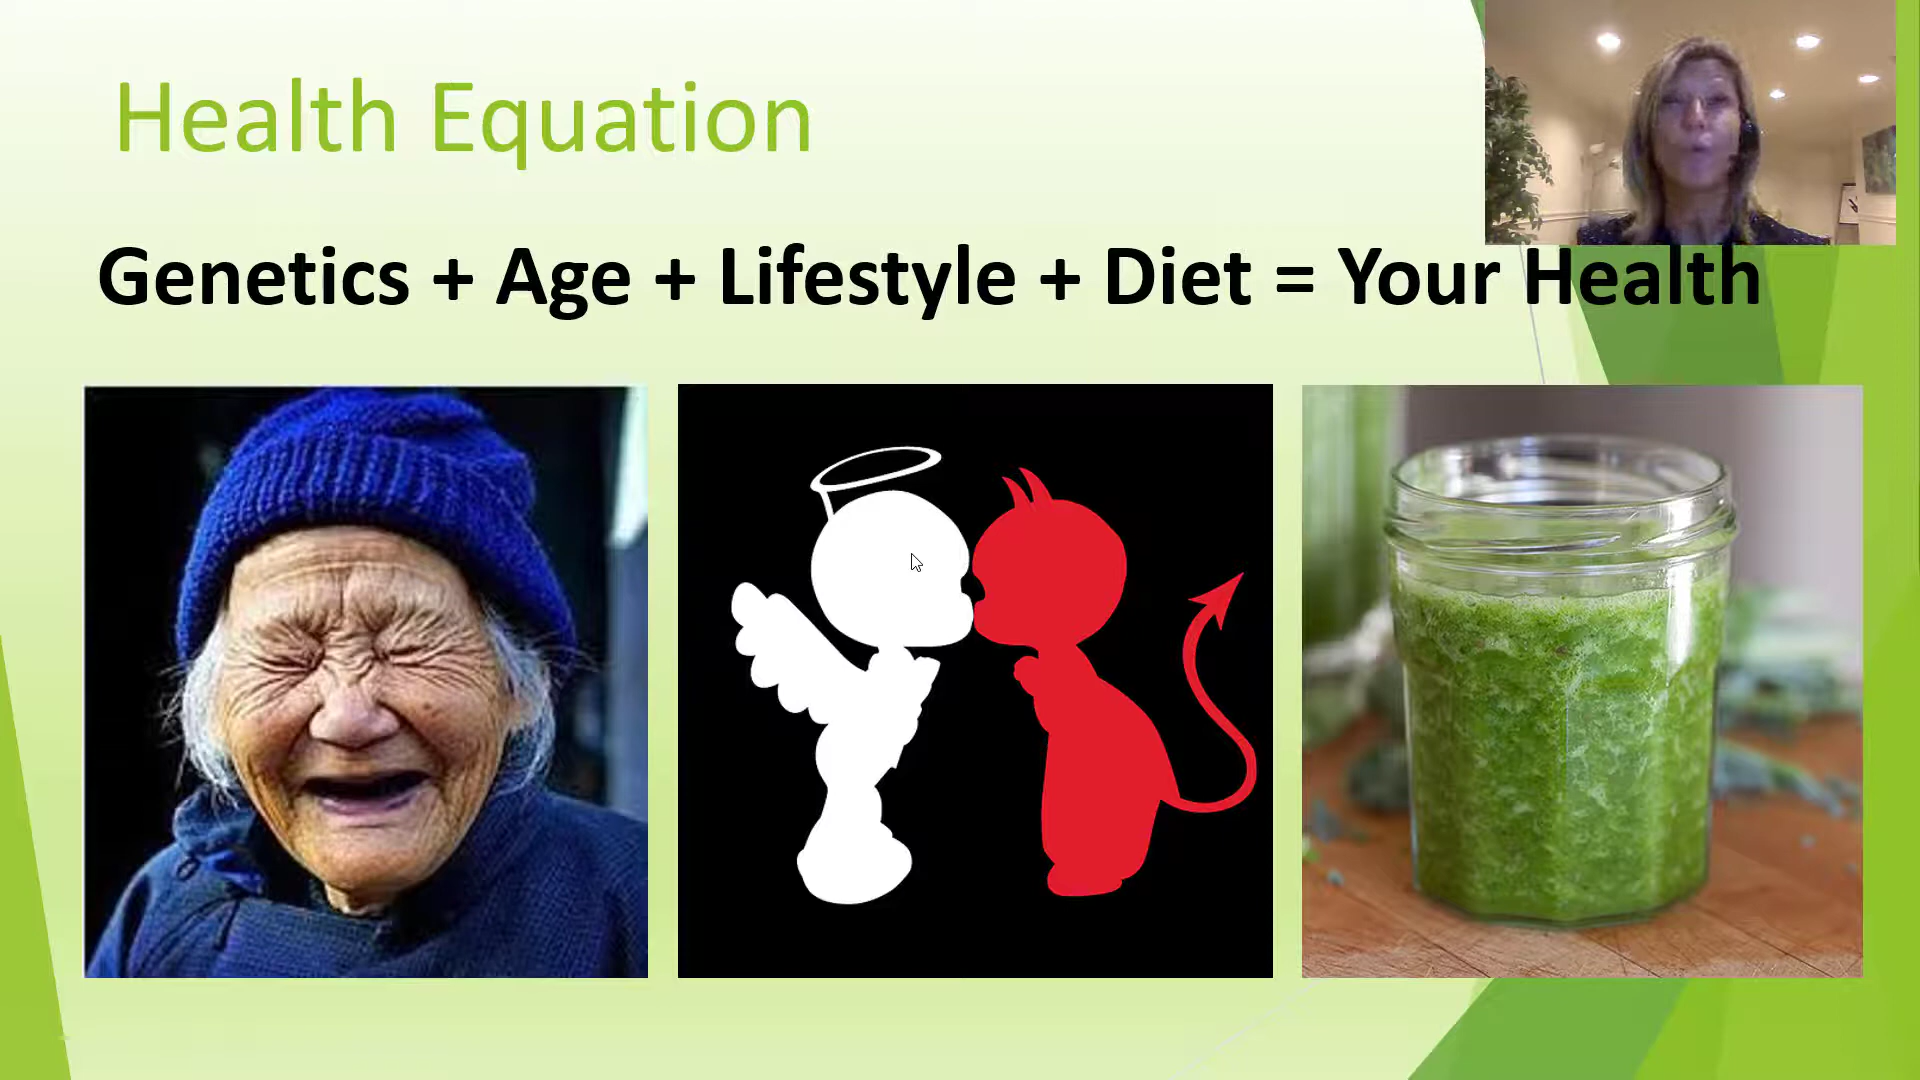 Health Equation
Genetics + Age + Lifestyle + Diet = Your Health